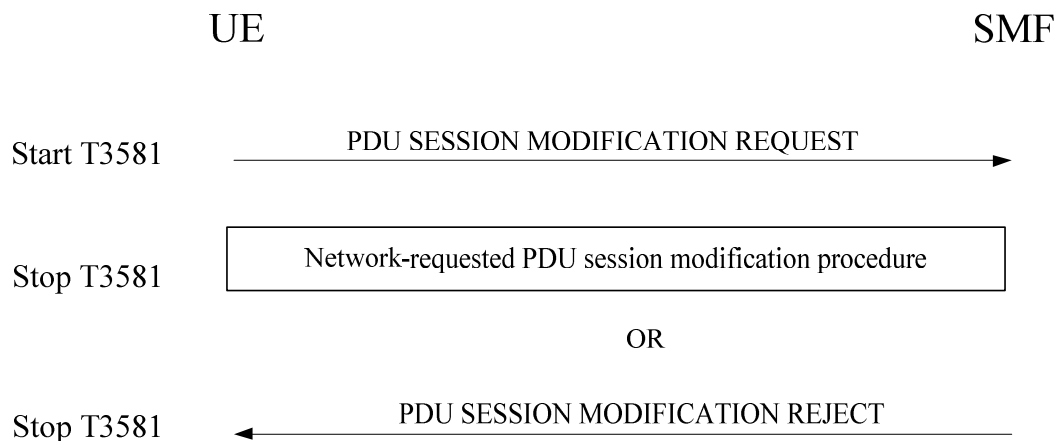 UE
SMF
Start T3581
PDU SESSION MODIFICATION REQUEST
Stop T3581
Network-requested PDU session modification procedure
OR
Stop T3581
PDU SESSION MODIFICATION REJECT